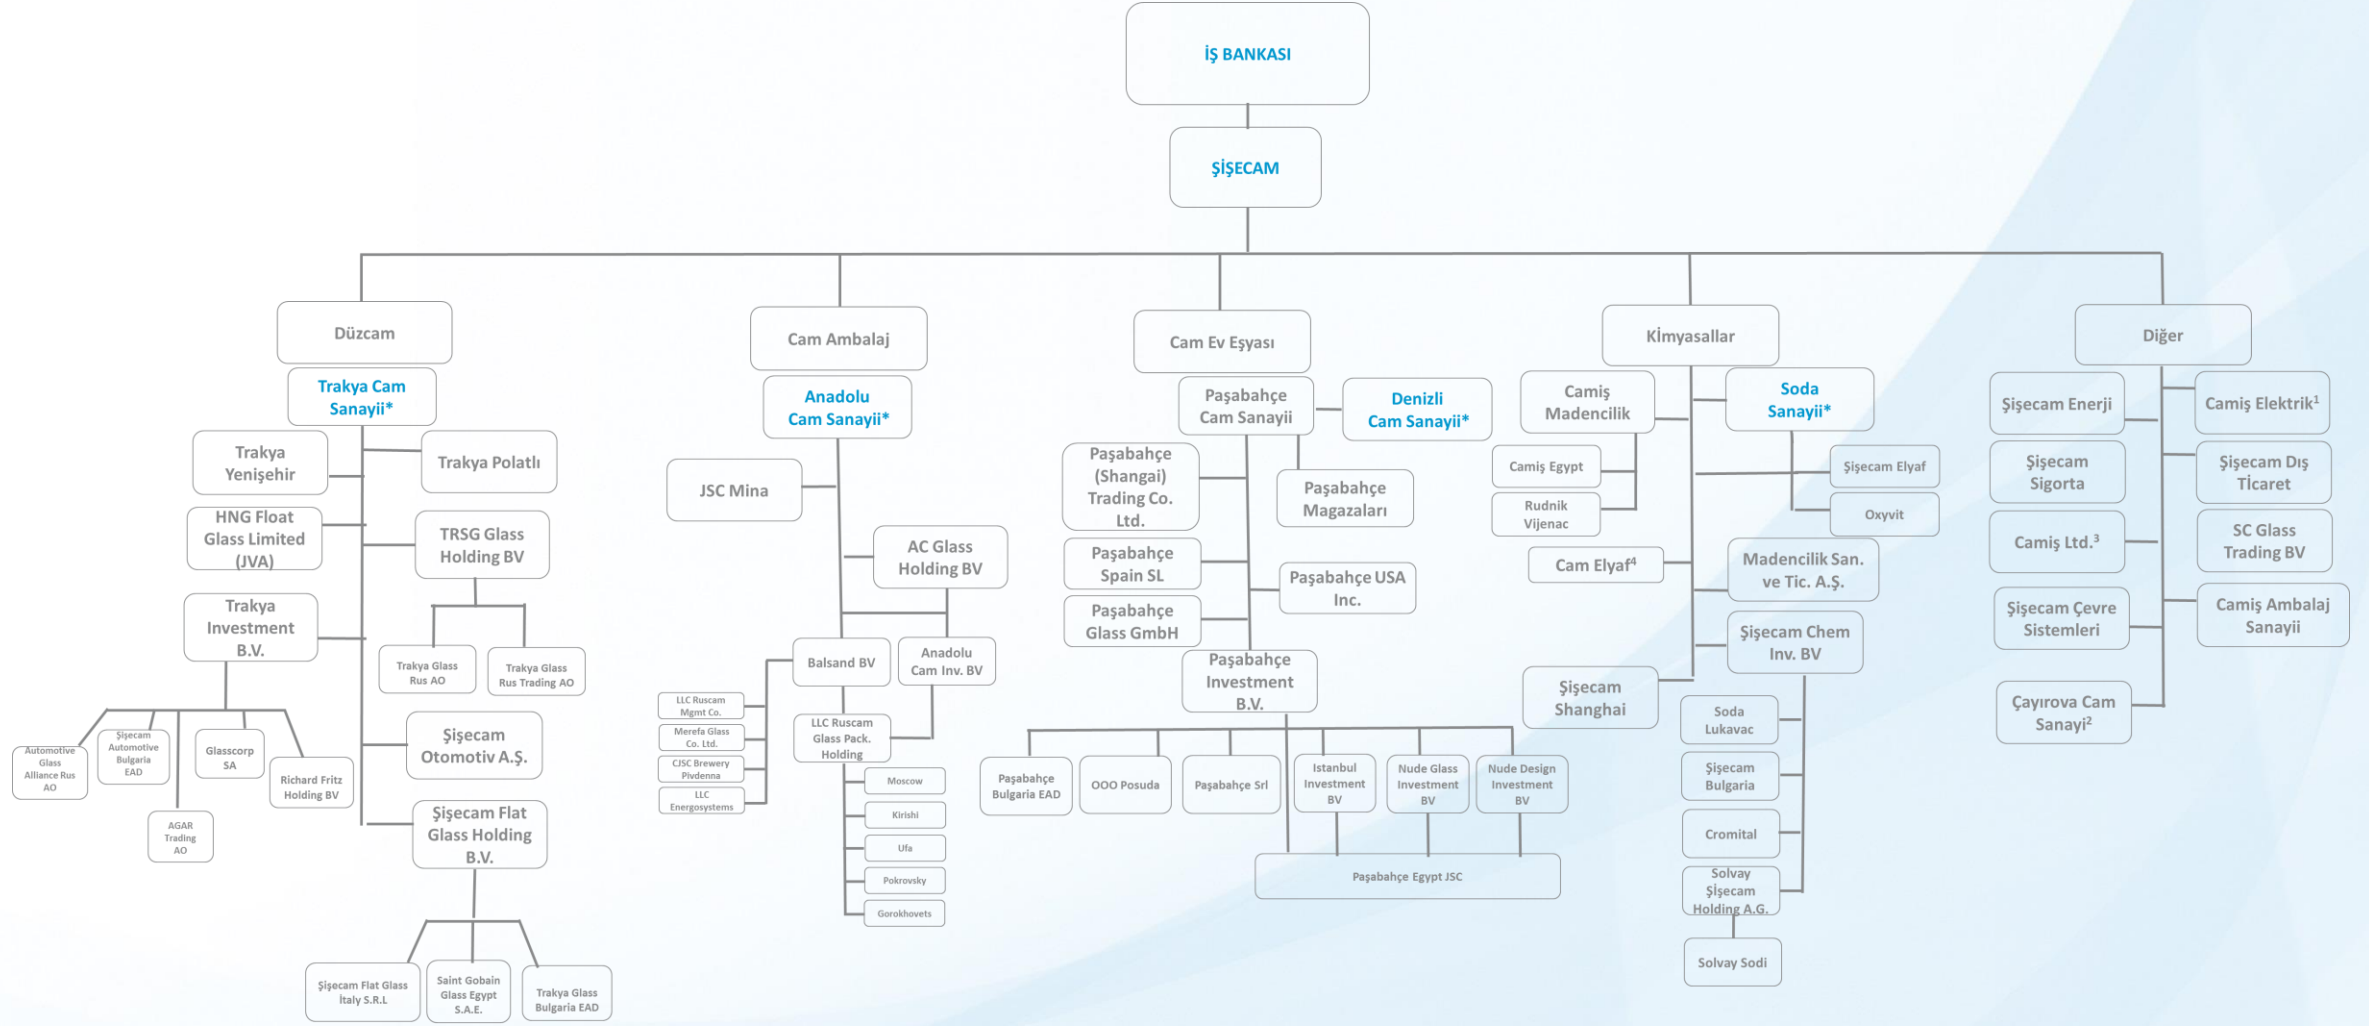 İŞ BANKASI
ŞİŞECAM
Düzcam
Trakya Cam
Sanayii*
Trakya
Yenişehir
Trakya Polatlı
HNG Float
Glass Limited
(JVA)
TRSG Glass
Holding BV
Trakya
Investment
B.V.
Trakya Glass
Rus AO
Trakya Glass
Rus Trading AO
Automotive
Glass
Alliance Rus
AO
Şişecam
Automotive
Bulgaria
EAD
AGAR
Trading
AO
Glasscorp
SA
Richard Fritz
Holding BV
Şişecam
Otomotiv A.Ş.
Şişecam Flat
Glass Holding
B.V.
Şişecam Flat Glass
İtaly S.R.L
Saint Gobain
Glass Egypt
S.A.E.
Trakya Glass
Bulgaria EAD
Cam Ambalaj
Anadolu
Cam Sanayii*
JSC Mina
AC Glass
Holding BV
Balsand BV
Anadolu
Cam Inv. BV
LLC Ruscam
Mgmt Co.
Merefa Glass
Co. Ltd.
CJSC Brewery
Pivdenna
LLC
Energosystems
LLC Ruscam
Glass Pack.
Holding
Moscow
Kirishi
Ufa
Pokrovsky
Gorokhovets
Cam Ev Eşyası
Paşabahçe
Cam Sanayii
Denizli
Cam Sanayii*
Paşabahçe
(Shangai)
Trading Co.
Ltd.
Paşabahçe
Magazaları
Paşabahçe
Spain SL
Paşabahçe USA
Inc.
Paşabahçe
Glass GmbH
Paşabahçe
Investment
B.V.
Paşabahçe
Bulgaria EAD
OOO Posuda
Paşabahçe Srl
Istanbul
Investment
BV
Nude Glass
Investment
BV
Nude Design
Investment
BV
Paşabahçe Egypt JSC
Kİmyasallar
Camiş
Madencilik
Soda
Sanayii*
Camiş Egypt
Rudnik
Vijenac
Şişecam Elyaf
Oxyvit
Cam Elyaf⁴
Madencilik San.
ve Tic. A.Ş.
Şişecam Chem
Inv. BV
Şişecam
Shanghai
Soda
Lukavac
Şişecam
Bulgaria
Cromital
Solvay
Şİşecam
Holding A.G.
Solvay Sodi
Diğer
Şişecam Enerji
Camiş Elektrik¹
Şişecam
Sigorta
Şişecam Dış
Tİcaret
Camiş Ltd.³
SC Glass
Trading BV
Şişecam Çevre
Sistemleri
Camiş Ambalaj
Sanayii
Çayırova Cam
Sanayi²